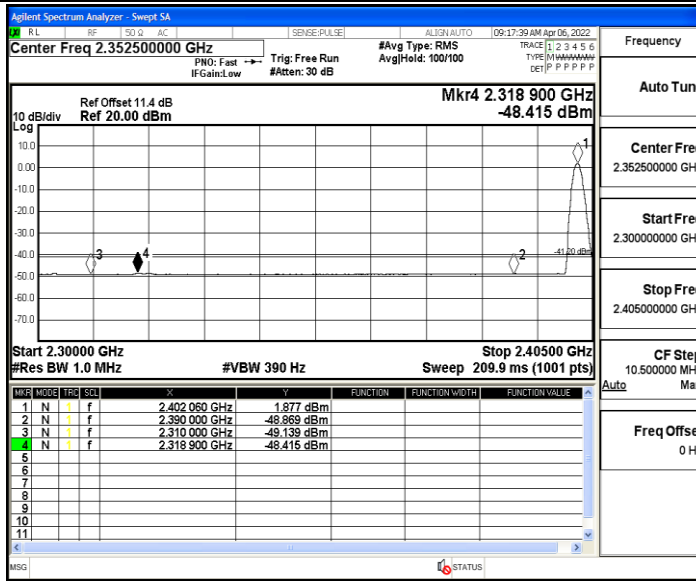 Agilent Spectrum Analyzer - Swept SA
RL RF 50 Ω AC SENSE:PULSE ALIGN AUTO 09:17:39 AM Apr 06, 2022
Center Freq 2.352500000 GHz
PNO: Fast
IFGain:Low
Trig: Free Run
#Atten: 30 dB
#Avg Type: RMS
Avg|Hold: 100/100
TRACE 1 2 3 4 5 6
TYPE M WWWWW
DET P P P P P P
Ref Offset 11.4 dB
10 dB/div Ref 20.00 dBm
Log
Mkr4 2.318 900 GHz
-48.415 dBm
10.0
0.00
-10.0
-20.0
-30.0
-40.0
-50.0
-60.0
-70.0
1
2
3
4
-41.20 dBm
Start 2.30000 GHz Stop 2.40500 GHz
#Res BW 1.0 MHz #VBW 390 Hz Sweep 209.9 ms (1001 pts)
MKR MODE TRC SCL X Y FUNCTION FUNCTION WIDTH FUNCTION VALUE
1 N 1 f 2.402 060 GHz 1.877 dBm
2 N 1 f 2.390 000 GHz -48.869 dBm
3 N 1 f 2.310 000 GHz -49.139 dBm
4 N 1 f 2.318 900 GHz -48.415 dBm
5
6
7
8
9
10
11
MSG STATUS
Frequency
Auto Tun
Center Fre
2.352500000 GH
Start Fre
2.300000000 GH
Stop Fre
2.405000000 GH
CF Step
10.500000 MH
Auto Ma
Freq Offse
0 H